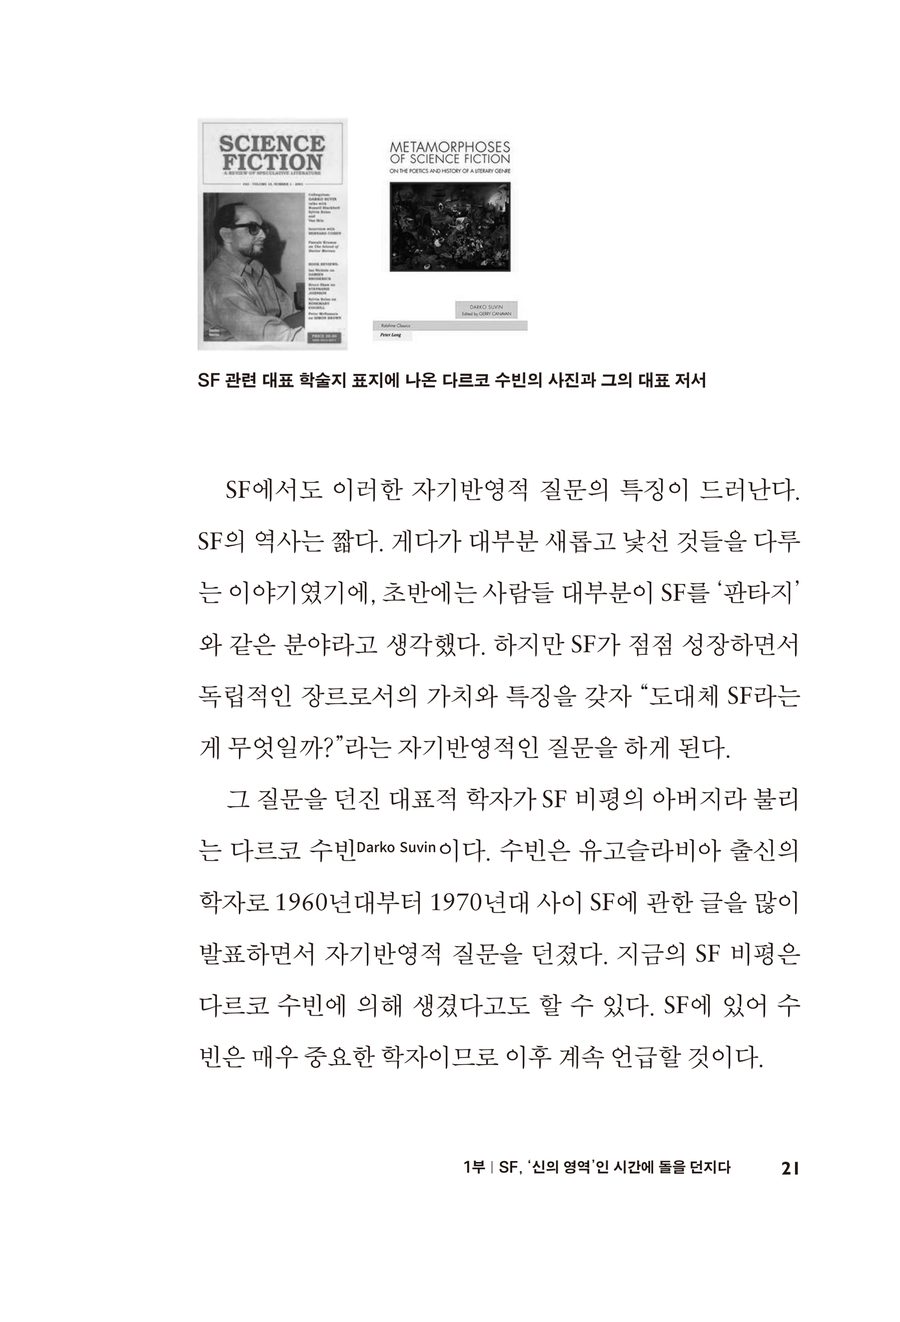 SCIENCE
FICTION
A REVIEW OF SPECULATIVE LITERATURE
METAMORPHOSES
OF SCIENCE FICTION
ON THE POETICS AND HISTORY OF A LITERARY GENRE
DARKO SUVIN
Edited by GERRY CANAVAN
Ralahine Classics
Peter Lang
SF 관련 대표 학술지 표지에 나온 다르코 수빈의 사진과 그의 대표 저서
SF에서도 이러한 자기반영적 질문의 특징이 드러난다.
SF의 역사는 짧다. 게다가 대부분 새롭고 낯선 것들을 다루
는 이야기였기에, 초반에는 사람들 대부분이 SF를 ‘판타지’
와 같은 분야라고 생각했다. 하지만 SF가 점점 성장하면서
독립적인 장르로서의 가치와 특징을 갖자 “도대체 SF라는
게 무엇일까?”라는 자기반영적인 질문을 하게 된다.
그 질문을 던진 대표적 학자가 SF 비평의 아버지라 불리
는 다르코 수빈Darko Suvin이다. 수빈은 유고슬라비아 출신의
학자로 1960년대부터 1970년대 사이 SF에 관한 글을 많이
발표하면서 자기반영적 질문을 던졌다. 지금의 SF 비평은
다르코 수빈에 의해 생겼다고도 할 수 있다. SF에 있어 수
빈은 매우 중요한 학자이므로 이후 계속 언급할 것이다.
1부 | SF, ‘신의 영역’인 시간에 돌을 던지다 21